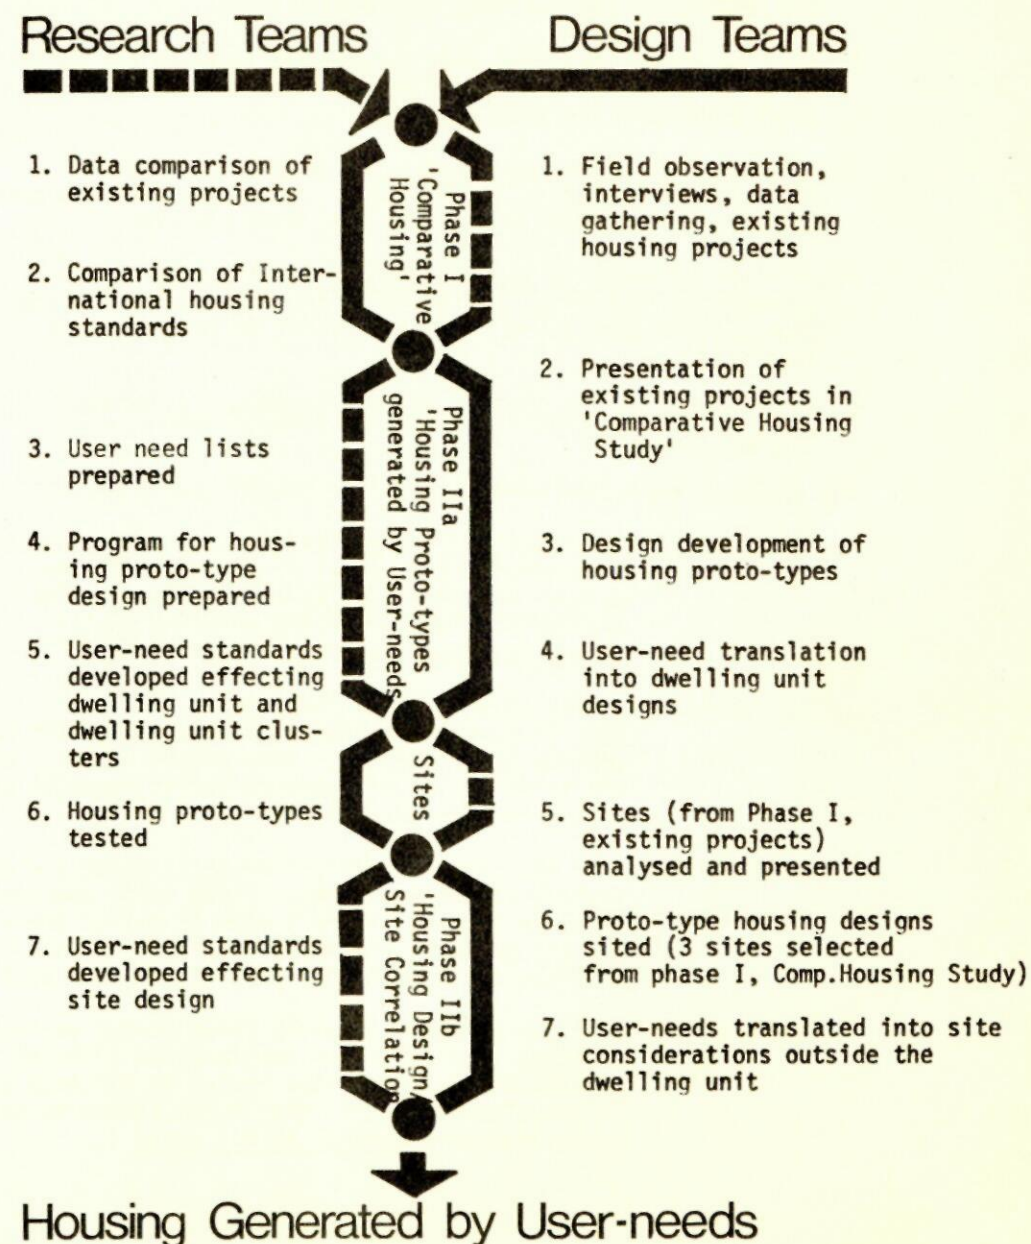 Research Teams
Design Teams
1. Data comparison of
existing projects
2. Comparison of Inter-
national housing
standards
3. User need lists
prepared
4. Program for hous-
ing proto-type
design prepared
5. User-need standards
developed effecting
dwelling unit and
dwelling unit clus-
ters
6. Housing proto-types
tested
7. User-need standards
developed effecting
site design
Phase I
'Comparative
Housing'
Phase IIa
'Housing Proto-types
generated by User-needs
Sites
Phase IIb
'Housing Design/
Site Correlation
1. Field observation,
interviews, data
gathering, existing
housing projects
2. Presentation of
existing projects in
'Comparative Housing
Study'
3. Design development of
housing proto-types
4. User-need translation
into dwelling unit
designs
5. Sites (from Phase I,
existing projects)
analysed and presented
6. Proto-type housing designs
sited (3 sites selected
from phase I, Comp.Housing Study)
7. User-needs translated into site
considerations outside the
dwelling unit
Housing Generated by User-needs